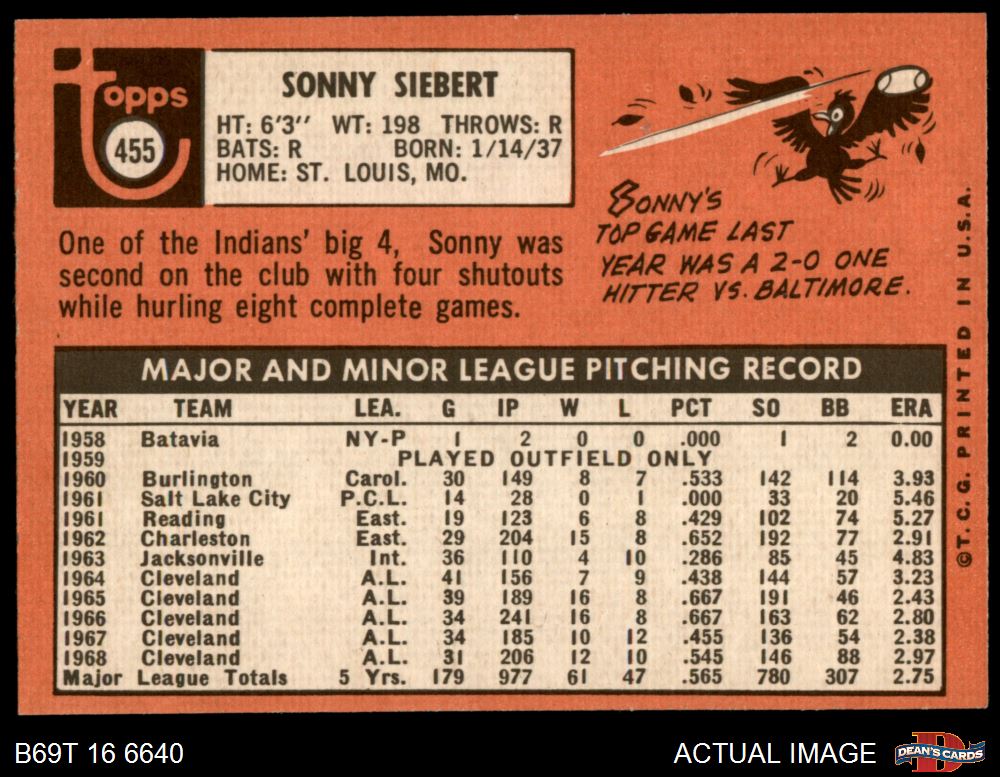 Topps
455
SONNY SIEBERT
HT: 6'3" WT: 198 THROWS: R
BATS: R BORN: 1/14/37
HOME: ST. LOUIS, MO.
One of the Indians' big 4, Sonny was
second on the club with four shutouts
while hurling eight complete games.
SONNY'S
TOP GAME LAST
YEAR WAS A 2-0 ONE
HITTER VS. BALTIMORE.
MAJOR AND MINOR LEAGUE PITCHING RECORD
YEAR TEAM LEA. G IP W L PCT SO BB ERA
1958 Batavia NY-P 1 2 0 0 .000 1 2 0.00
1959 PLAYED OUTFIELD ONLY
1960 Burlington Carol. 30 149 8 7 .533 142 114 3.93
1961 Salt Lake City P.C.L. 14 28 0 1 .000 33 20 5.46
1961 Reading East. 19 123 6 8 .429 102 74 5.27
1962 Charleston East. 29 204 15 8 .652 192 77 2.91
1963 Jacksonville Int. 36 110 4 10 .286 85 45 4.83
1964 Cleveland A.L. 41 156 7 9 .438 144 57 3.23
1965 Cleveland A.L. 39 189 16 8 .667 191 46 2.43
1966 Cleveland A.L. 34 241 16 8 .667 163 62 2.80
1967 Cleveland A.L. 34 185 10 12 .455 136 54 2.38
1968 Cleveland A.L. 31 206 12 10 .545 146 88 2.97
Major League Totals 5 Yrs. 179 977 61 47 .565 780 307 2.75
©T.C.G. PRINTED IN U.S.A.
B69T 16 6640
ACTUAL IMAGE
DEAN'S CARDS